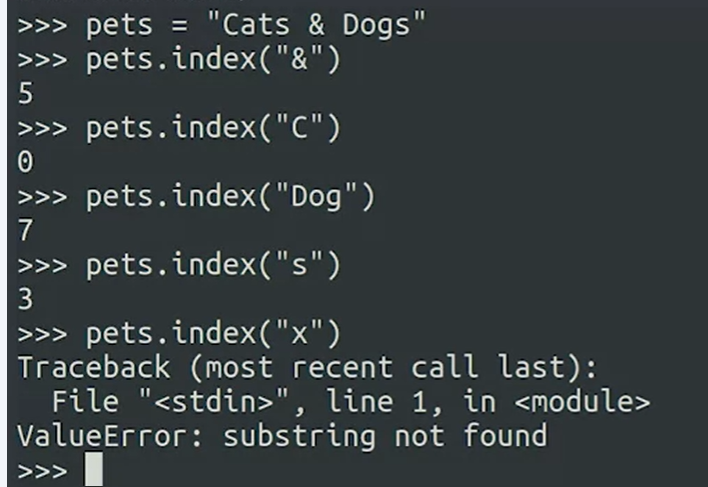 >>> pets = "Cats & Dogs"
>>> pets.index("&")
5
>>> pets.index("C")
0
>>> pets.index("Dog")
7
>>> pets.index("s")
3
>>> pets.index("x")
Traceback (most recent call last):
  File "<stdin>", line 1, in <module>
ValueError: substring not found
>>>